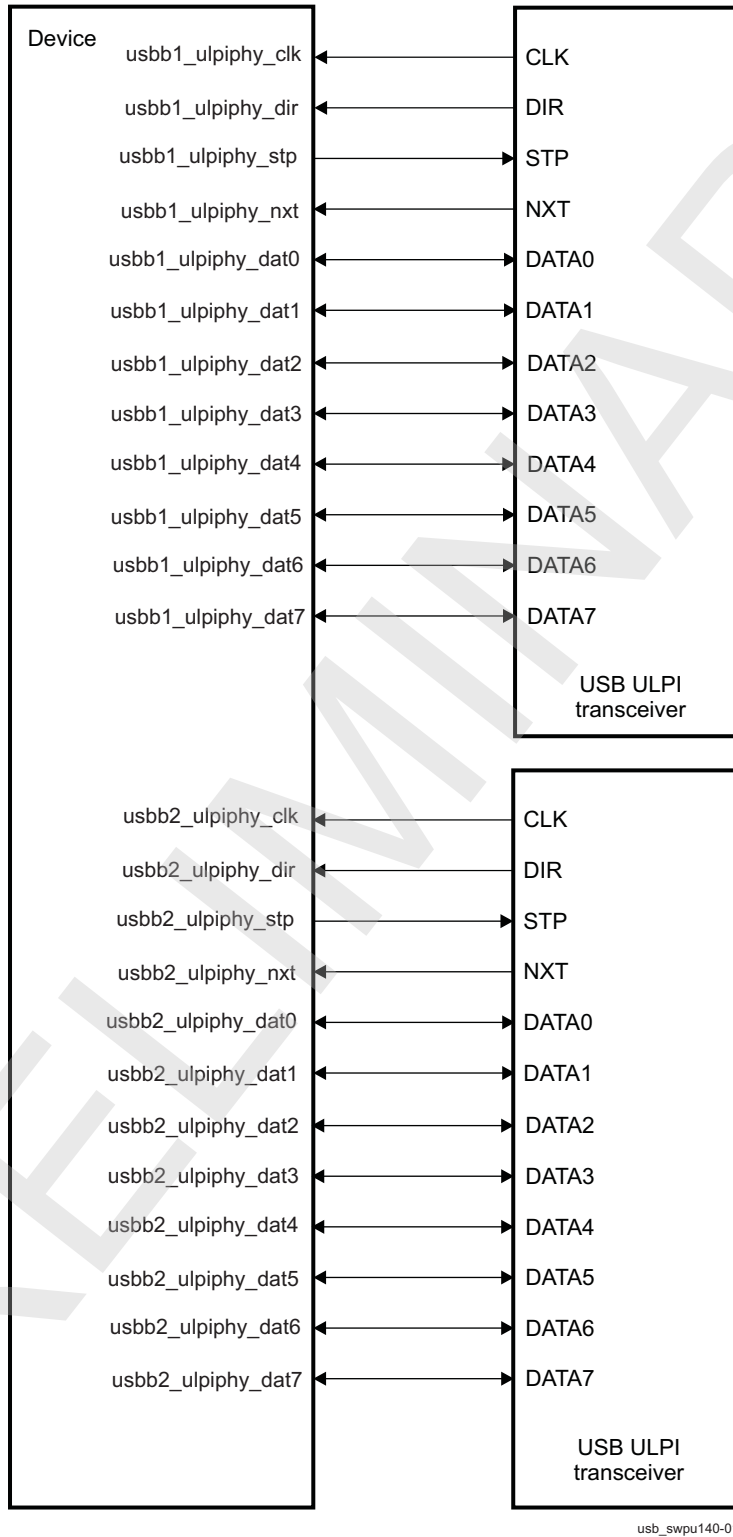 Device
usbb1_ulpiphy_clk CLK
usbb1_ulpiphy_dir DIR
usbb1_ulpiphy_stp STP
usbb1_ulpiphy_nxt NXT
usbb1_ulpiphy_dat0 DATA0
usbb1_ulpiphy_dat1 DATA1
usbb1_ulpiphy_dat2 DATA2
usbb1_ulpiphy_dat3 DATA3
usbb1_ulpiphy_dat4 DATA4
usbb1_ulpiphy_dat5 DATA5
usbb1_ulpiphy_dat6 DATA6
usbb1_ulpiphy_dat7 DATA7
USB ULPI
transceiver
usbb2_ulpiphy_clk CLK
usbb2_ulpiphy_dir DIR
usbb2_ulpiphy_stp STP
usbb2_ulpiphy_nxt NXT
usbb2_ulpiphy_dat0 DATA0
usbb2_ulpiphy_dat1 DATA1
usbb2_ulpiphy_dat2 DATA2
usbb2_ulpiphy_dat3 DATA3
usbb2_ulpiphy_dat4 DATA4
usbb2_ulpiphy_dat5 DATA5
usbb2_ulpiphy_dat6 DATA6
usbb2_ulpiphy_dat7 DATA7
USB ULPI
transceiver
usb_swpu140-0